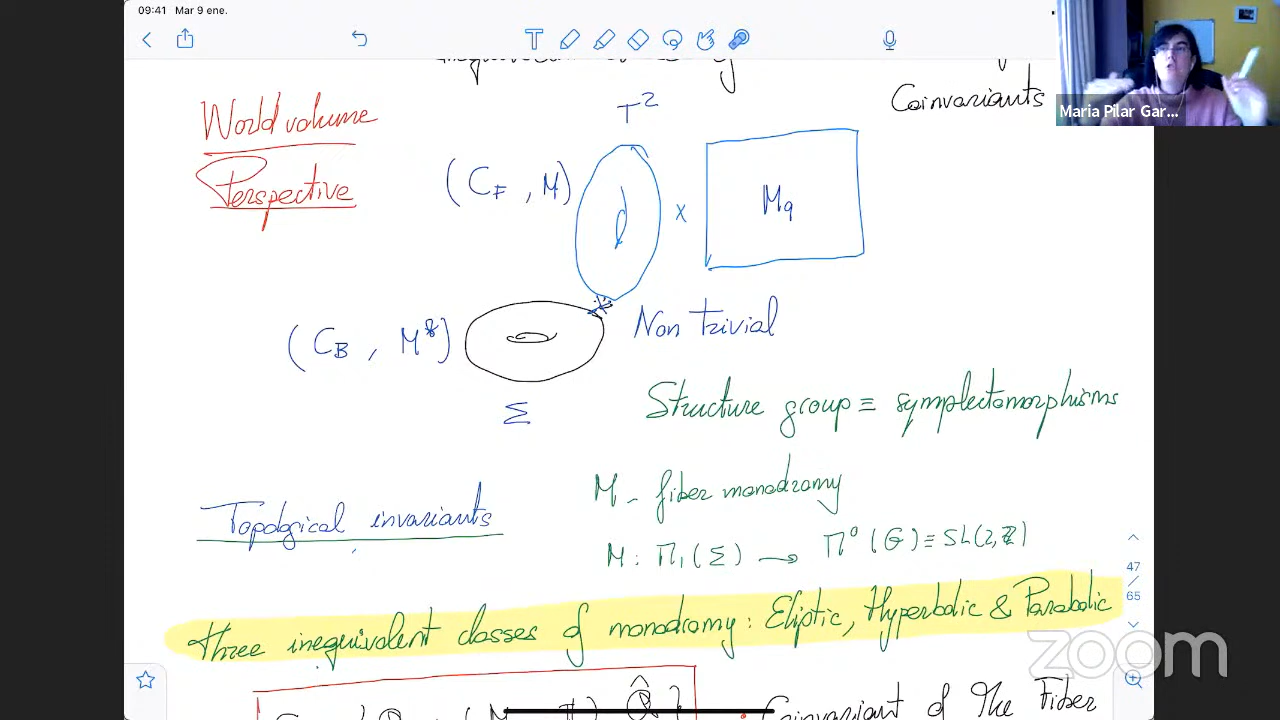 09:41 Mar 9 ene.
Coinvariants
Maria Pilar Gar...
World volume
Perspective
T²
(C_F , M)
x
M₉
(C_B , M*)
Non trivial
Σ
Structure group ≡ symplectomorphisms
Topological invariants
M - fiber monodromy
M : Π₁(Σ) → Π⁰(G) ≡ SL(2,Z)
47
/
65
Three inequivalent classes of monodromy: Eliptic, Hyperbolic & Parabolic
zoom
Coinvariant of the Fiber